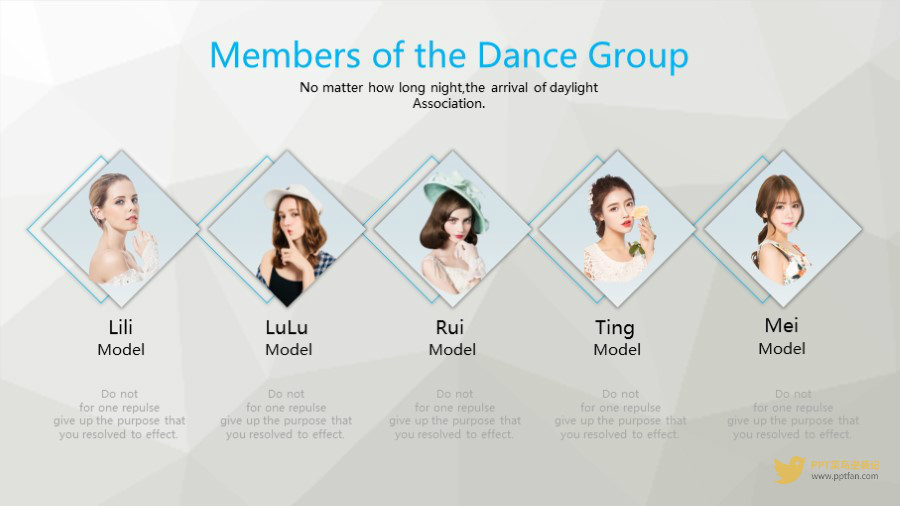 Members of the Dance Group
No matter how long night,the arrival of daylight
Association.
Lili
Model
LuLu
Model
Rui
Model
Ting
Model
Mei
Model
Do not
for one repulse
give up the purpose that
you resolved to effect.
Do not
for one repulse
give up the purpose that
you resolved to effect.
Do not
for one repulse
give up the purpose that
you resolved to effect.
Do not
for one repulse
give up the purpose that
you resolved to effect.
Do not
for one repulse
give up the purpose that
you resolved to effect.
www.pptfan.com